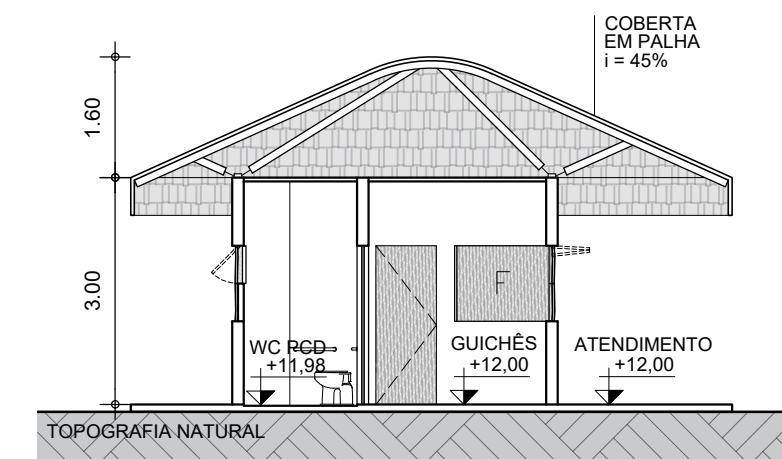 COBERTA
EM PALHA
i = 45%
1.60
3.00
WC PCD
+11,98
F
GUICHÊS
+12,00
ATENDIMENTO
+12,00
TOPOGRAFIA NATURAL